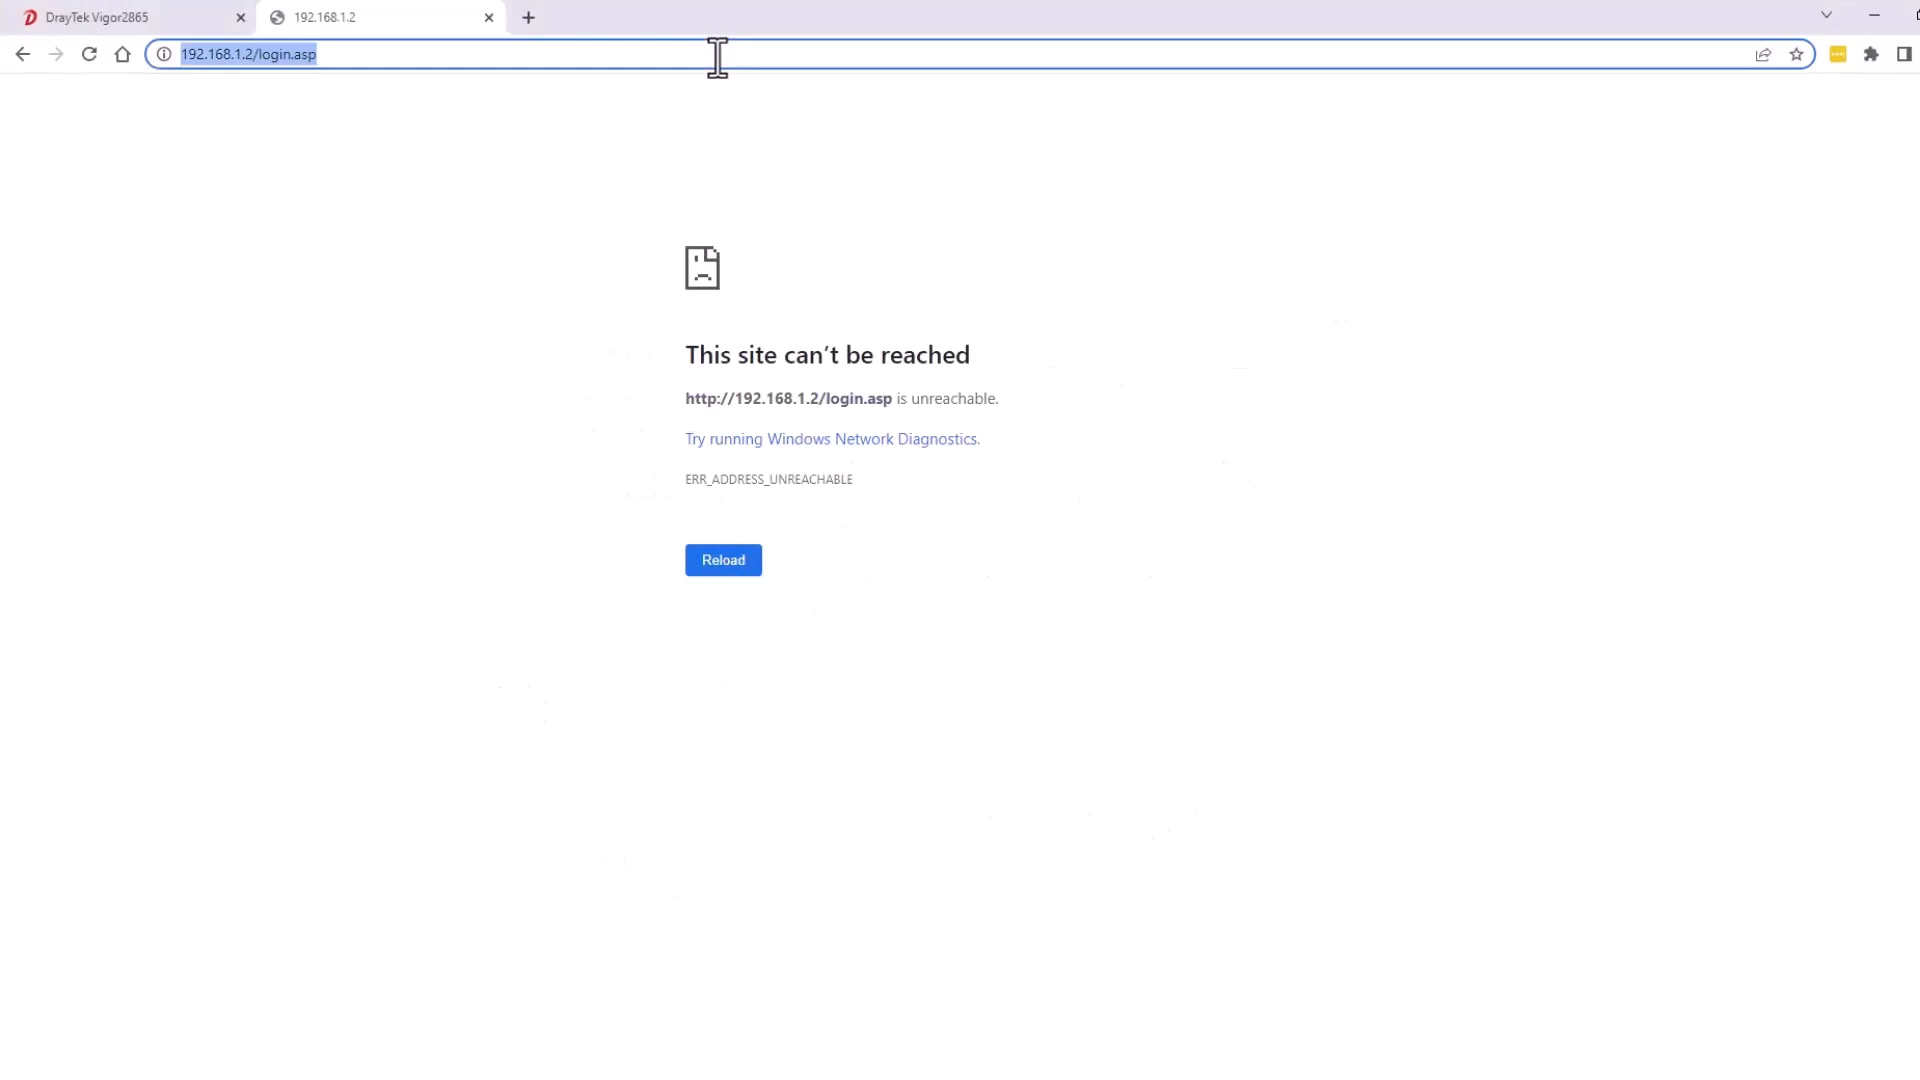 DrayTek Vigor2865
192.168.1.2
192.168.1.2/login.asp
This site can't be reached
http://192.168.1.2/login.asp is unreachable.
Try running Windows Network Diagnostics.
ERR_ADDRESS_UNREACHABLE
Reload